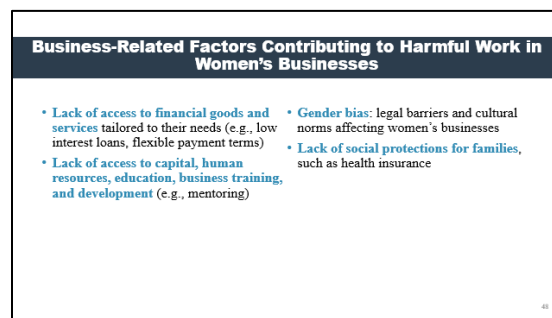 Business-Related Factors Contributing to Harmful Work in
Women's Businesses
• Lack of access to financial goods and
services tailored to their needs (e.g., low
interest loans, flexible payment terms)
• Lack of access to capital, human
resources, education, business training,
and development (e.g., mentoring)
• Gender bias: legal barriers and cultural
norms affecting women's businesses
• Lack of social protections for families,
such as health insurance